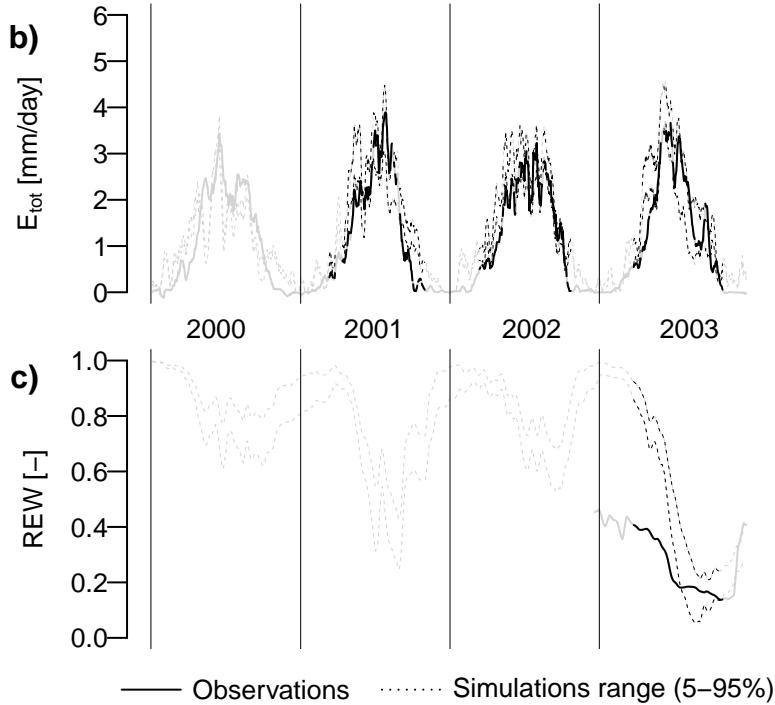 b)
E_tot [mm/day]
6
5
4
3
2
1
0
2000 2001 2002 2003
c)
REW [−]
1.0
0.8
0.6
0.4
0.2
0.0
Observations Simulations range (5−95%)